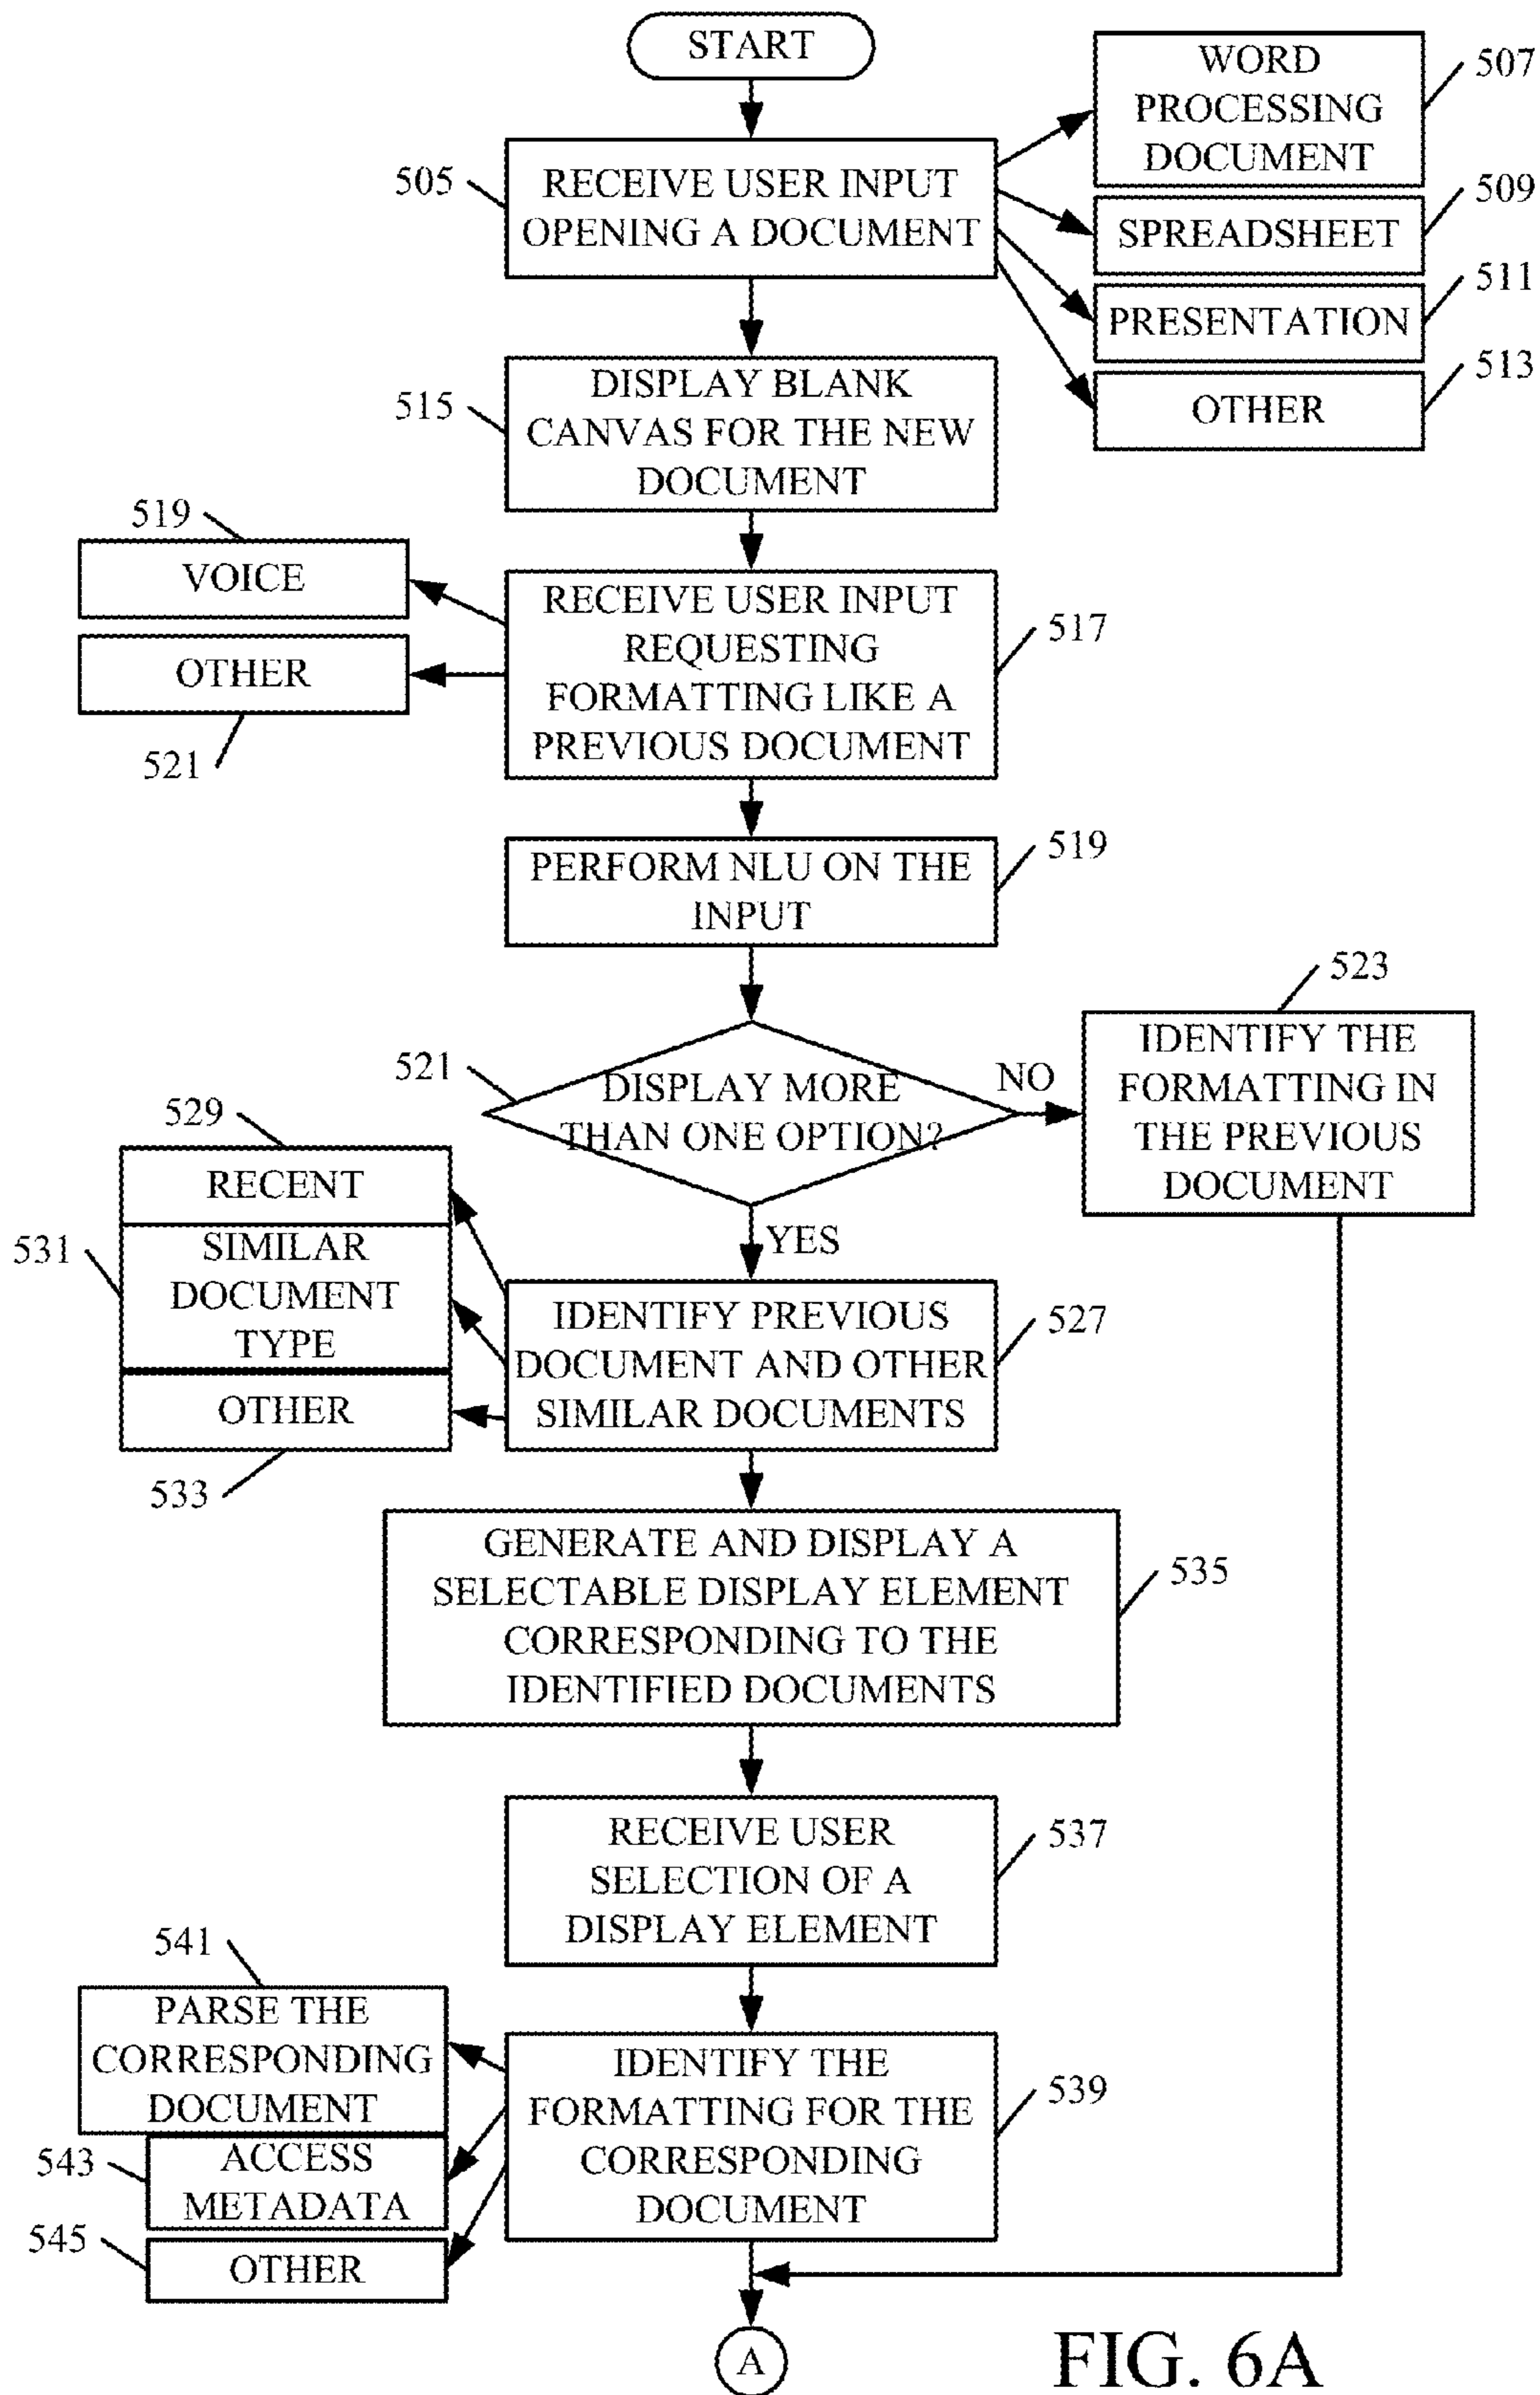 START
WORD
PROCESSING
DOCUMENT
507
505
RECEIVE USER INPUT
OPENING A DOCUMENT
SPREADSHEET
509
PRESENTATION
511
OTHER
513
515
DISPLAY BLANK
CANVAS FOR THE NEW
DOCUMENT
519
VOICE
OTHER
521
RECEIVE USER INPUT
REQUESTING
FORMATTING LIKE A
PREVIOUS DOCUMENT
517
PERFORM NLU ON THE
INPUT
519
521
DISPLAY MORE
THAN ONE OPTION?
NO
523
IDENTIFY THE
FORMATTING IN
THE PREVIOUS
DOCUMENT
YES
529
RECENT
531
SIMILAR
DOCUMENT
TYPE
OTHER
533
IDENTIFY PREVIOUS
DOCUMENT AND OTHER
SIMILAR DOCUMENTS
527
GENERATE AND DISPLAY A
SELECTABLE DISPLAY ELEMENT
CORRESPONDING TO THE
IDENTIFIED DOCUMENTS
535
RECEIVE USER
SELECTION OF A
DISPLAY ELEMENT
537
541
PARSE THE
CORRESPONDING
DOCUMENT
543
ACCESS
METADATA
545
OTHER
IDENTIFY THE
FORMATTING FOR THE
CORRESPONDING
DOCUMENT
539
A
FIG. 6A